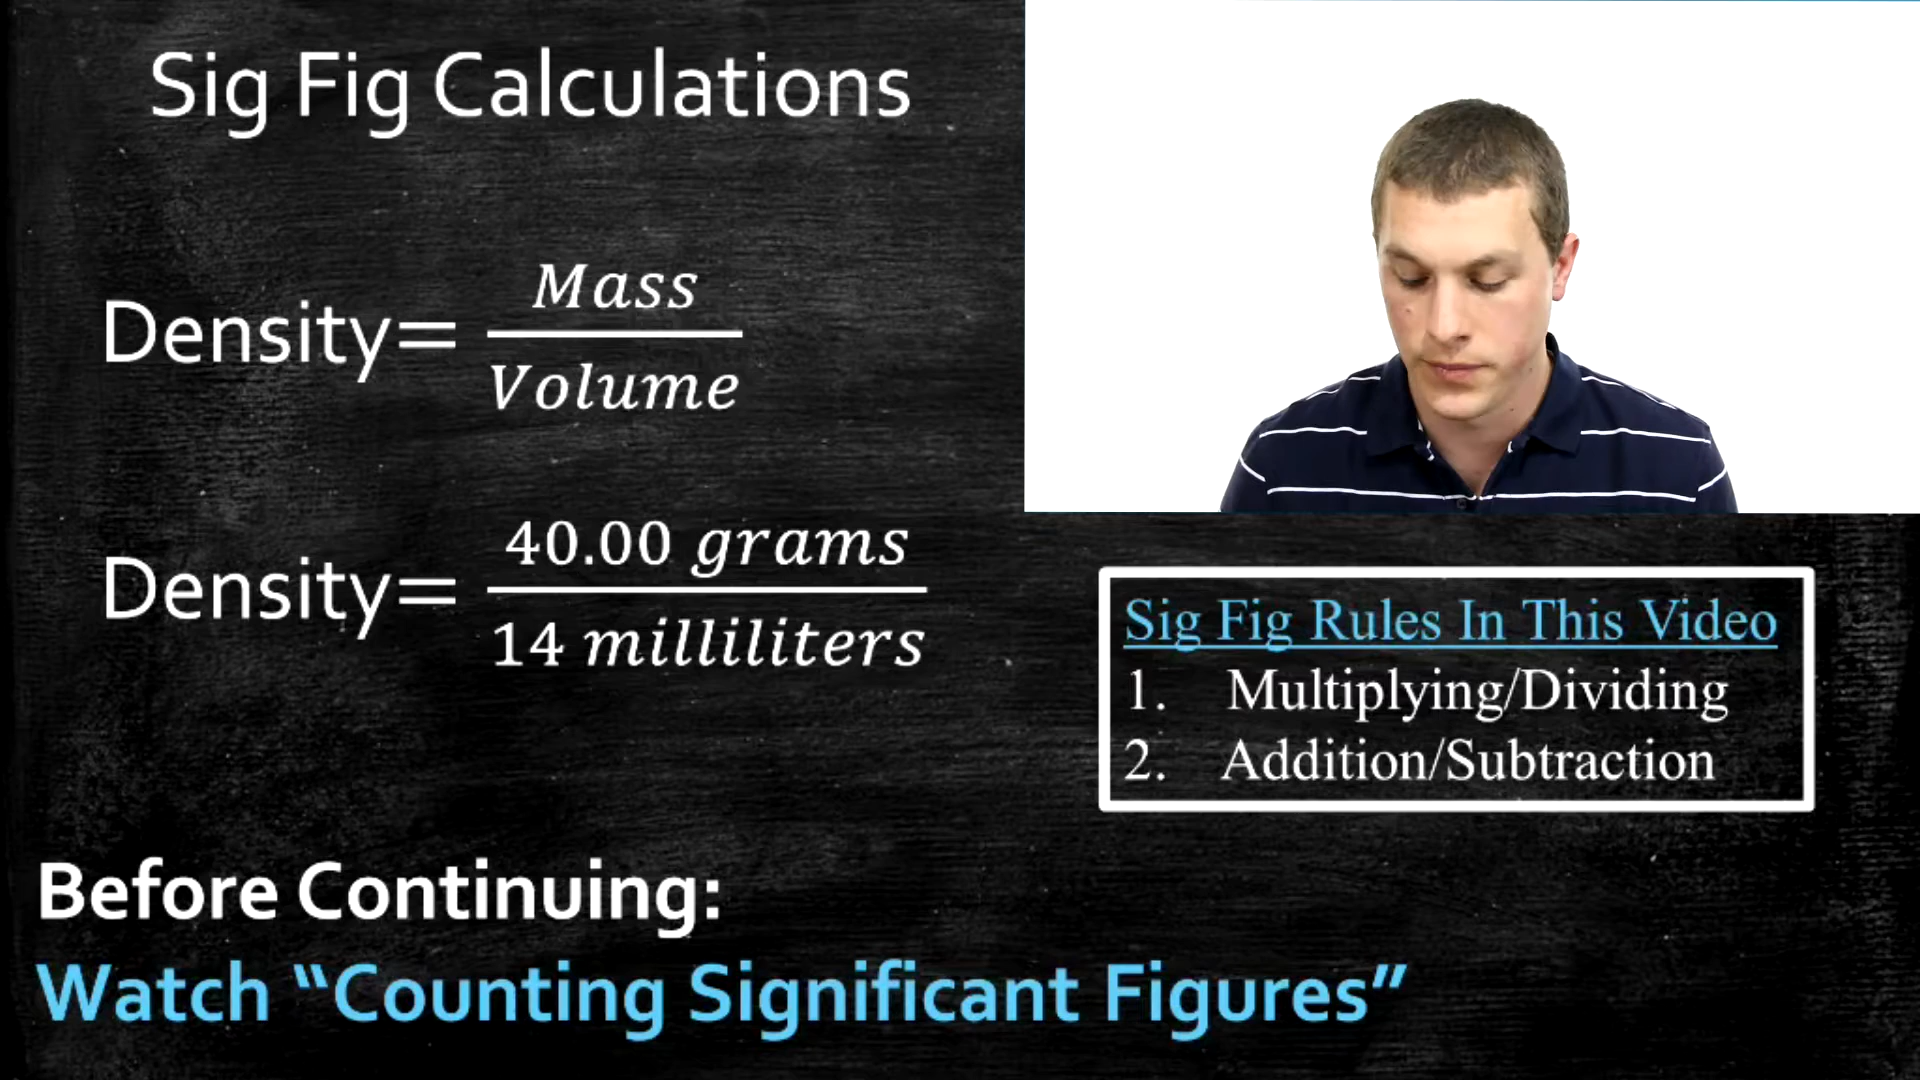 Sig Fig Calculations
Density= Mass
Volume
Density= 40.00 grams
14 milliliters
Sig Fig Rules In This Video
1. Multiplying/Dividing
2. Addition/Subtraction
Before Continuing:
Watch “Counting Significant Figures”